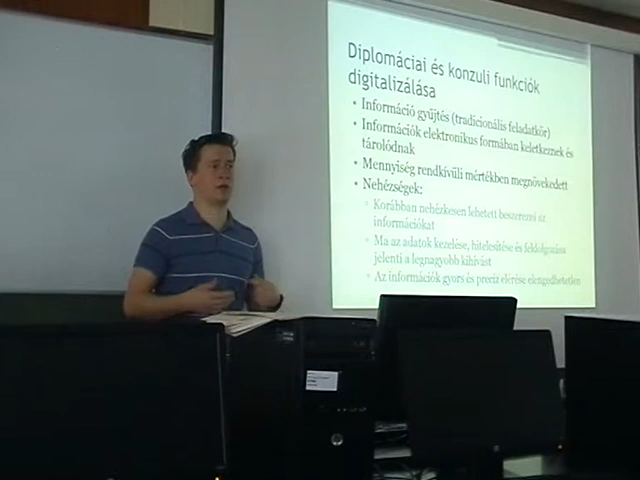 Diplomáciai és konzuli funkciók
digitalizálása
• Információ gyűjtés (tradicionális feladatkör)
• Információk elektronikus formában keletkeznek és
tárolódnak
• Mennyiség rendkívüli mértékben megnövekedett
• Nehézségek:
Korábban nehézkesen lehetett beszerezni az
információkat
Ma az adatok kezelése, hitelesítése és feldolgozása
jelenti a legnagyobb kihívást
Az információk gyors és precíz elérése elengedhetetlen